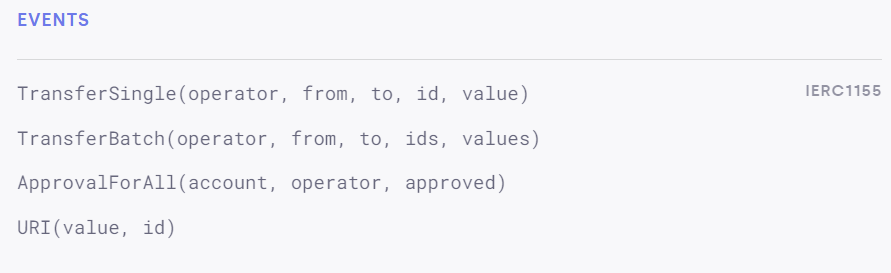 EVENTS
TransferSingle(operator, from, to, id, value) IERC1155
TransferBatch(operator, from, to, ids, values)
ApprovalForAll(account, operator, approved)
URI(value, id)